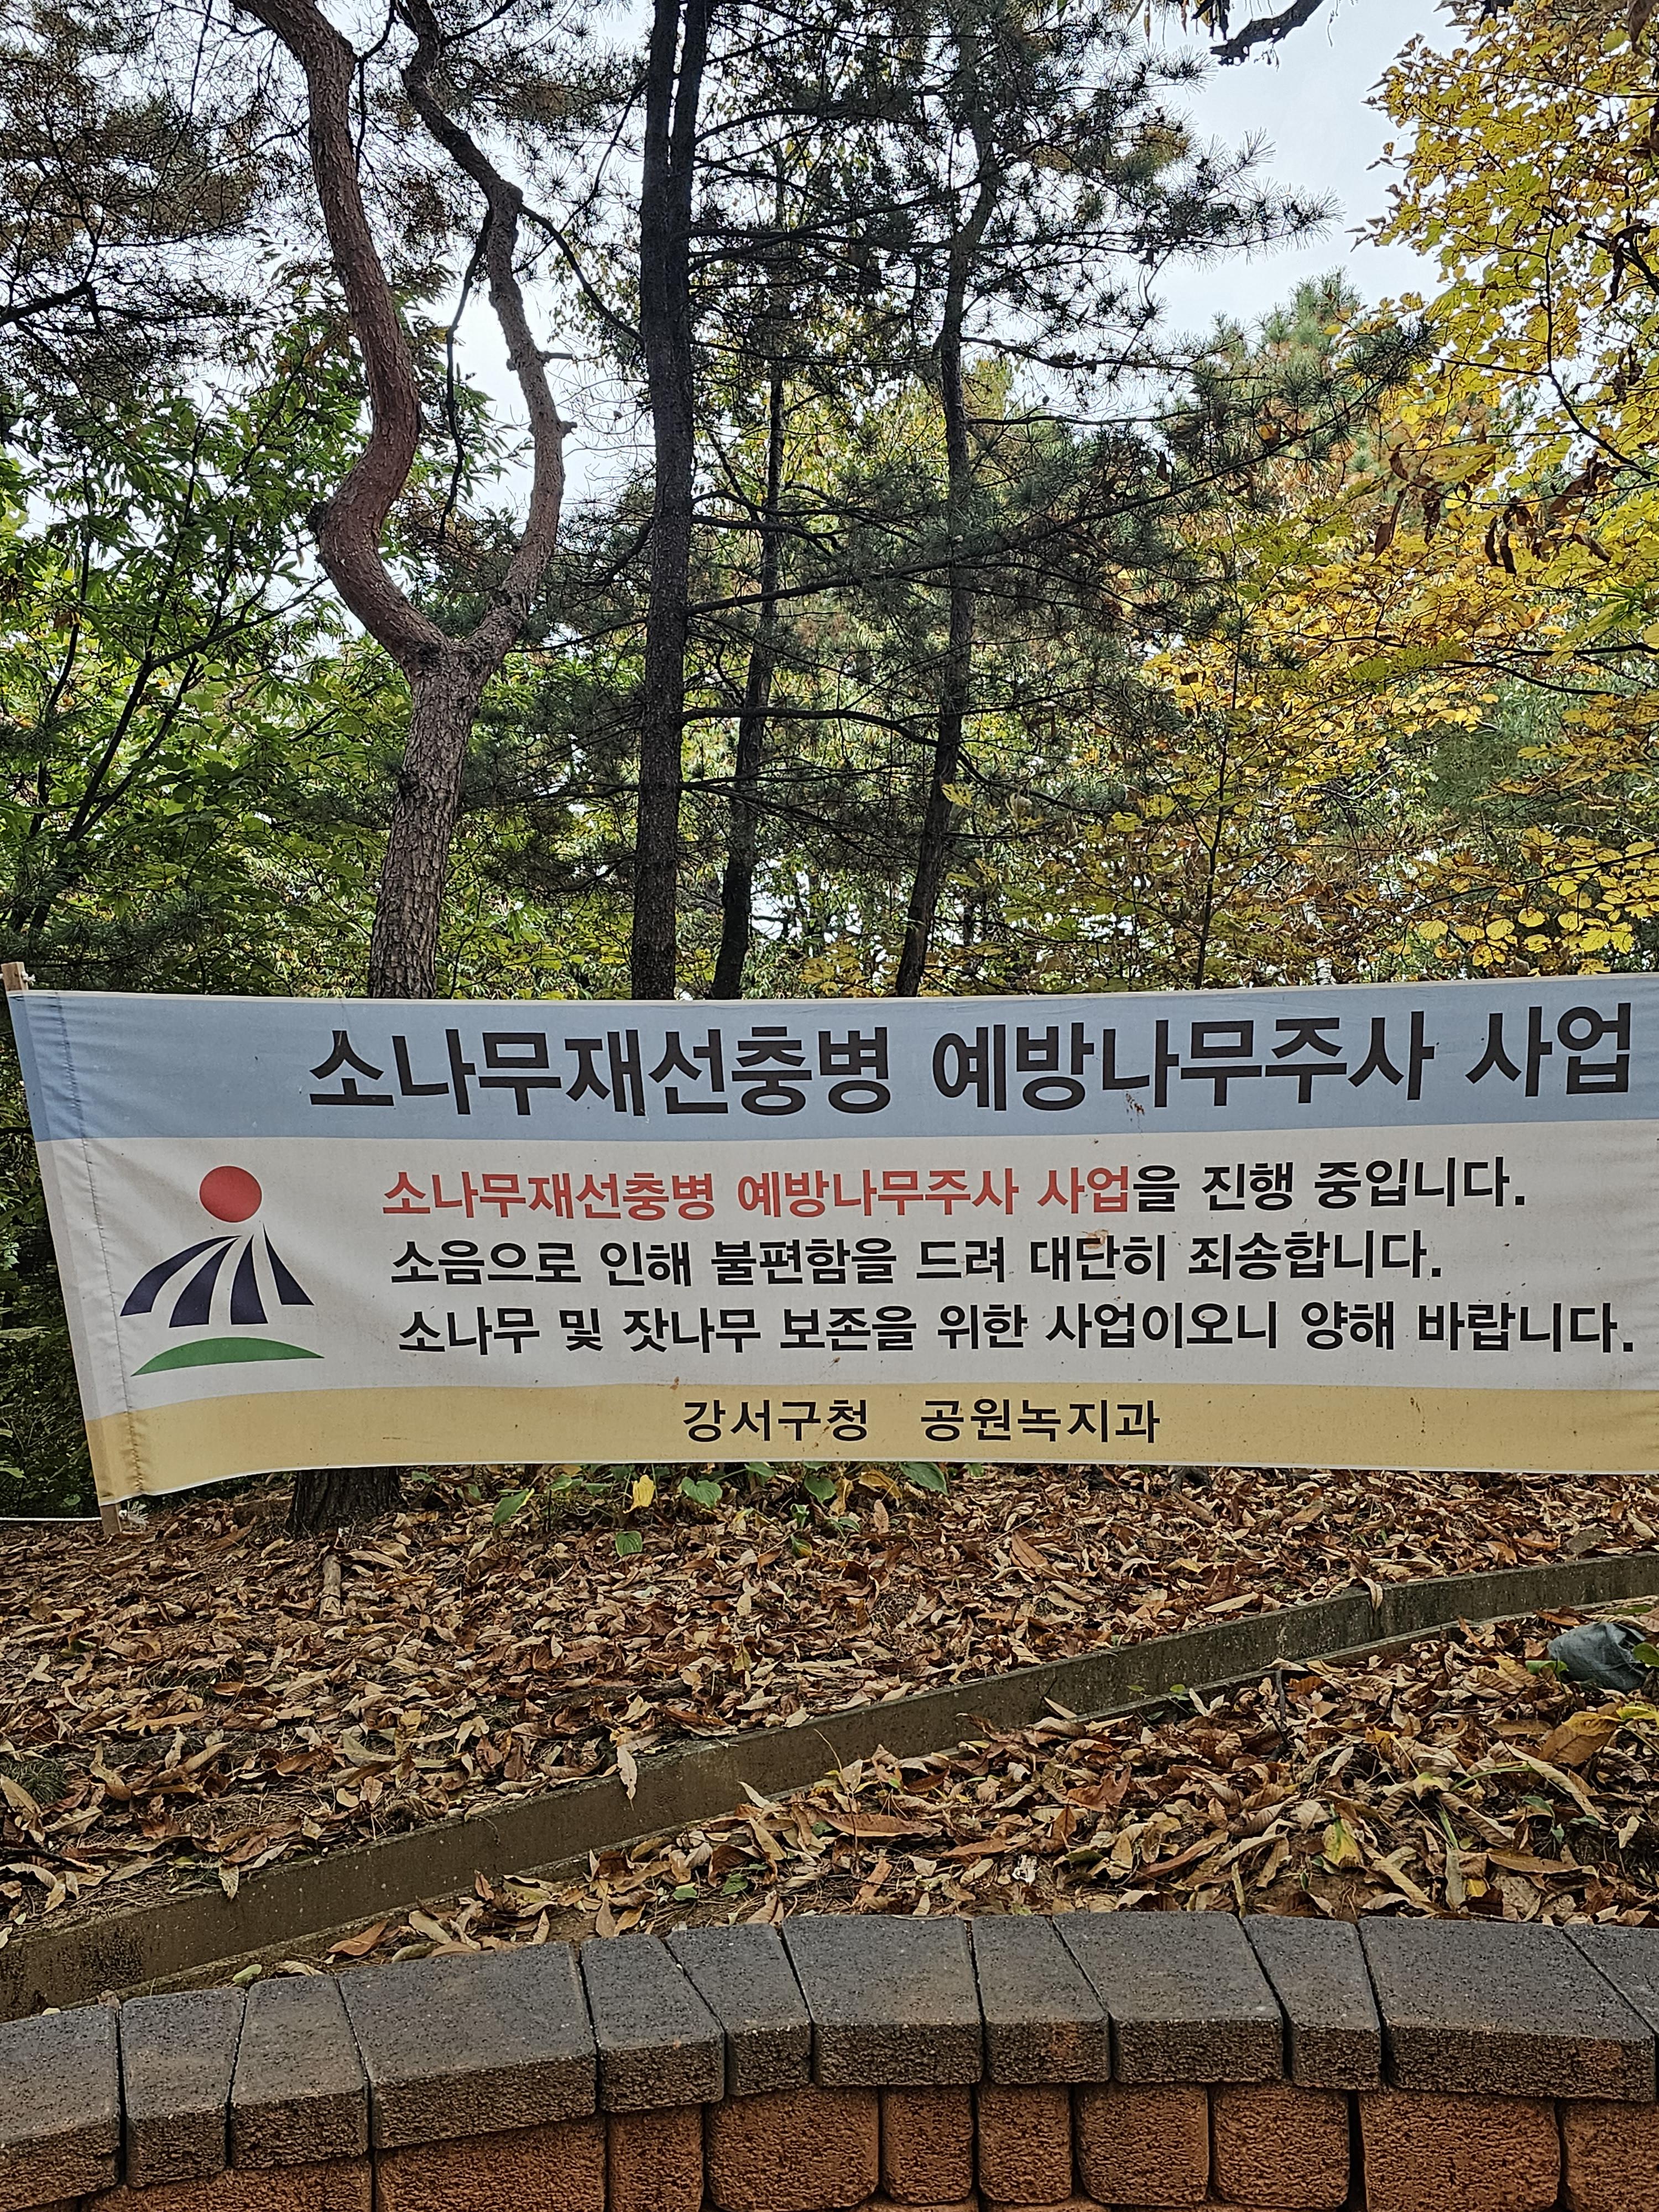 소나무재선충병 예방나무주사 사업
소나무재선충병 예방나무주사 사업을 진행 중입니다.
소음으로 인해 불편함을 드려 대단히 죄송합니다.
소나무 및 잣나무 보존을 위한 사업이오니 양해 바랍니다.
강서구청 공원녹지과